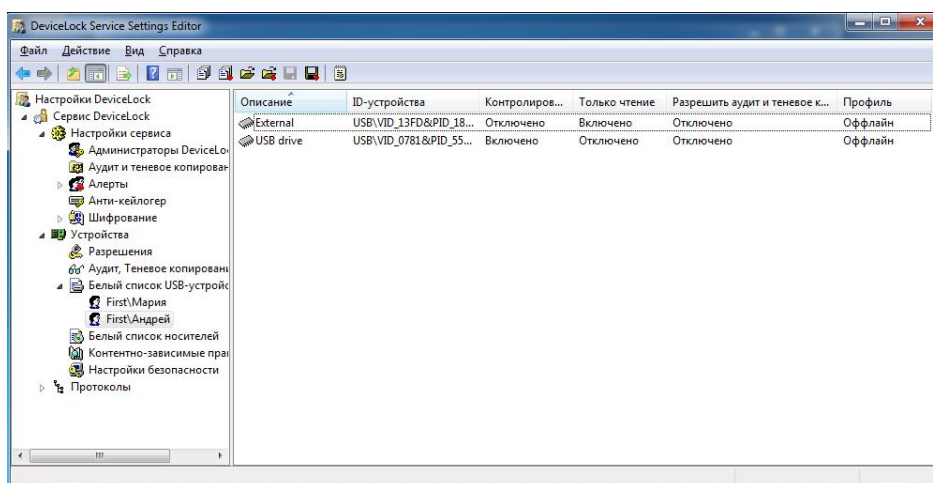 DeviceLock Service Settings Editor
Файл Действие Вид Справка
Настройки DeviceLock
Сервис DeviceLock
Настройки сервиса
Администраторы DeviceLo
Аудит и теневое копирован
Алерты
Анти-кейлогер
Шифрование
Устройства
Разрешения
Аудит, Теневое копировани
Белый список USB-устройс
First\Мария
First\Андрей
Белый список носителей
Контентно-зависимые пра
Настройки безопасности
Протоколы
Описание ID-устройства Контролиров... Только чтение Разрешить аудит и теневое к... Профиль
External USB\VID_13FD&PID_18... Отключено Включено Отключено Оффлайн
USB drive USB\VID_0781&PID_55... Включено Отключено Отключено Оффлайн